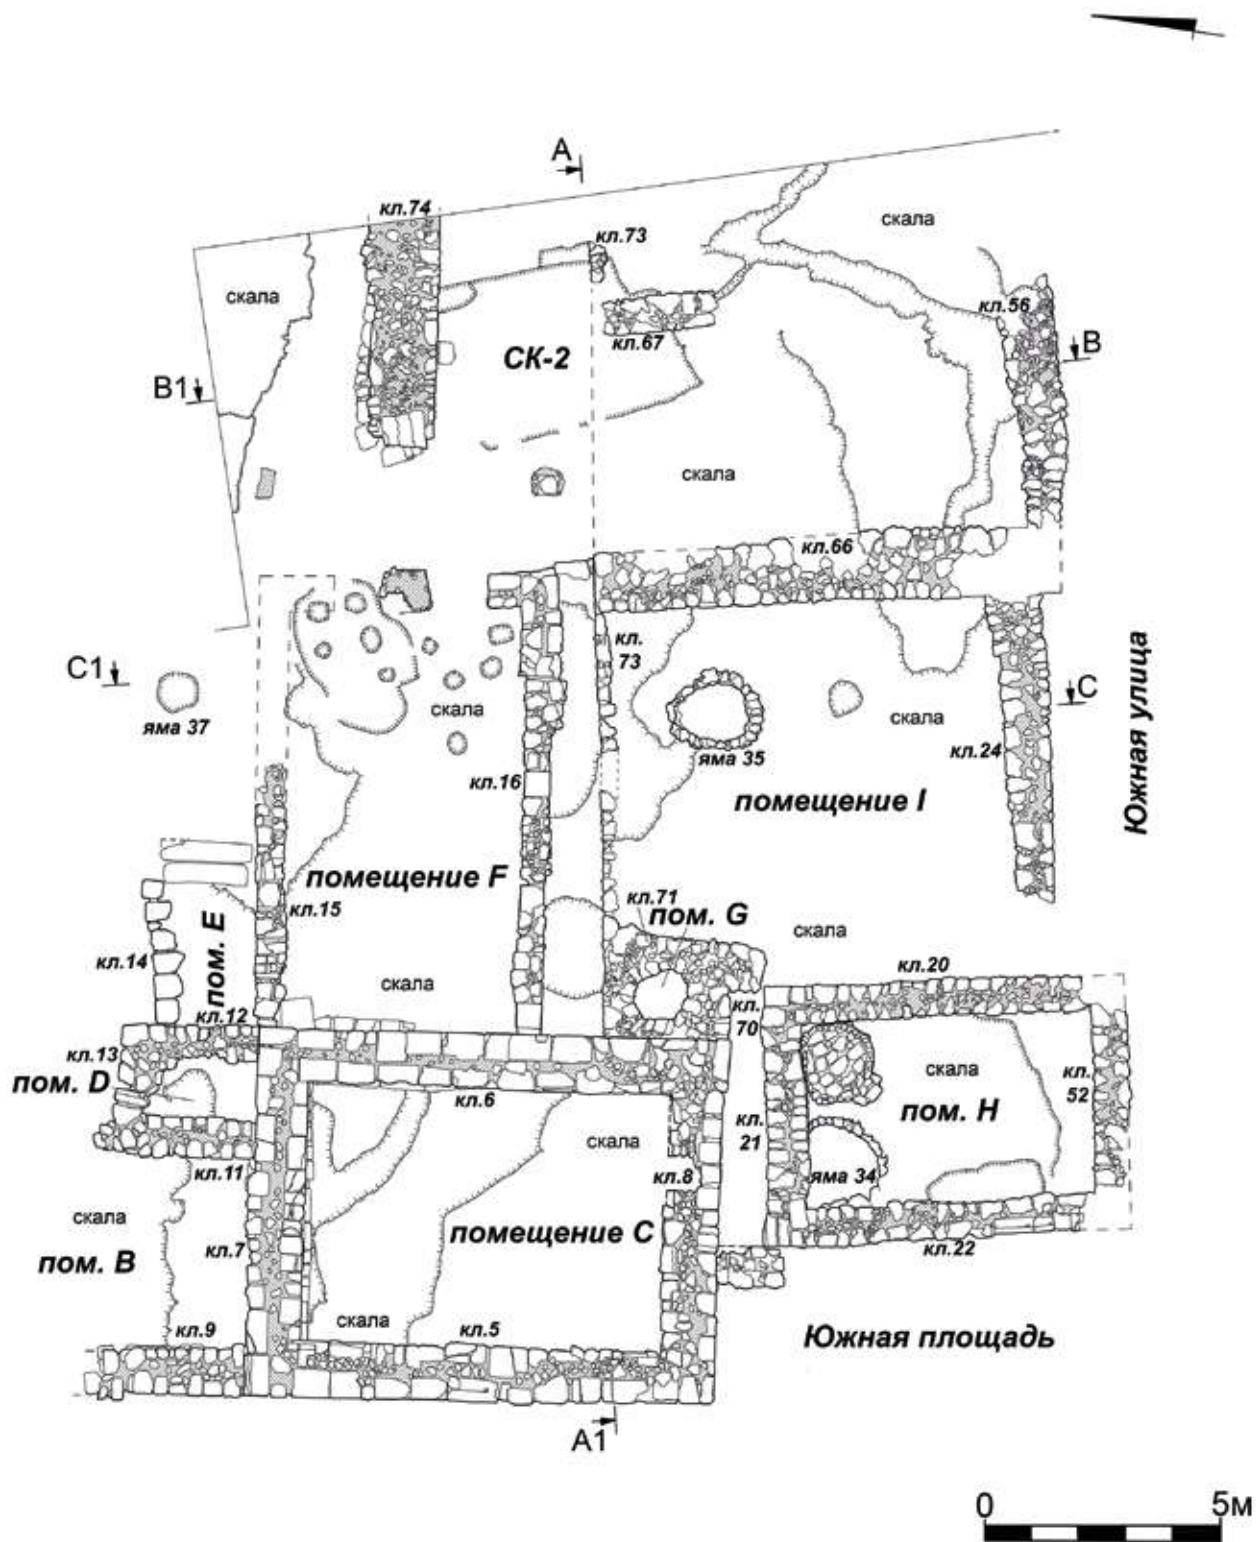 А
кл.74
скала
кл.73
скала
кл.56
В
кл.67
СК-2
В1
скала
кл.66
С1
кл.
73
С
скала
скала
яма 37
яма 35
кл.24
кл.16
помещение I
Южная улица
помещение F
кл.15
кл.71
пом. G
пом. E
скала
кл.14
кл.20
скала
кл.12
кл.
70
кл.13
скала
кл.
52
пом. D
кл.6
пом. H
скала
кл.
21
кл.11
кл.8
яма 34
скала
помещение C
пом. B
кл.7
кл.22
скала
кл.9
кл.5
Южная площадь
А1
0
5м